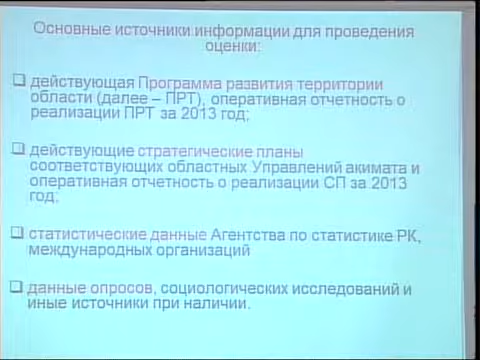 Основные источники информации для проведения
оценки:
❑ действующая Программа развития территории
области (далее – ПРТ), оперативная отчетность о
реализации ПРТ за 2013 год;
❑ действующие стратегические планы
соответствующих областных Управлений акимата и
оперативная отчетность о реализации СП за 2013
год;
❑ статистические данные Агентства по статистике РК,
международных организаций
❑ данные опросов, социологических исследований и
иные источники при наличии.